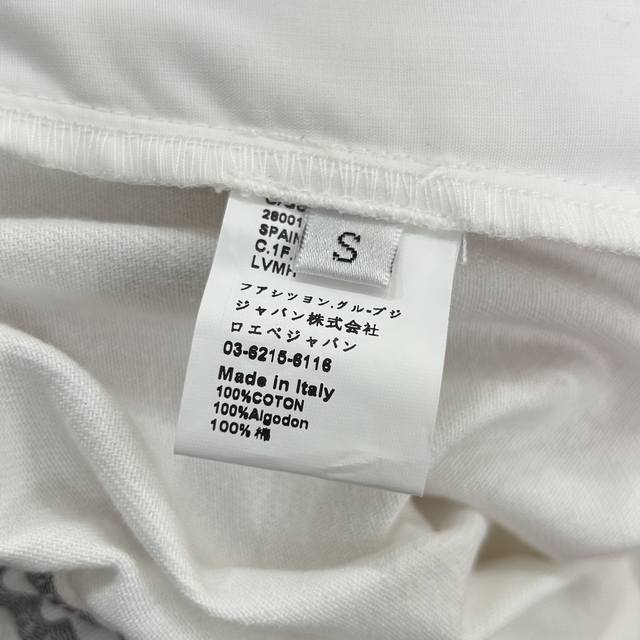 28001
SPAIN
C.1F.
LVMH
S
ファシツョン.グル-プジ
ジャパン株式会社
ロエベジャパン
03-6215-6116
Made in Italy
100%COTON
100%Algodon
100% 棉